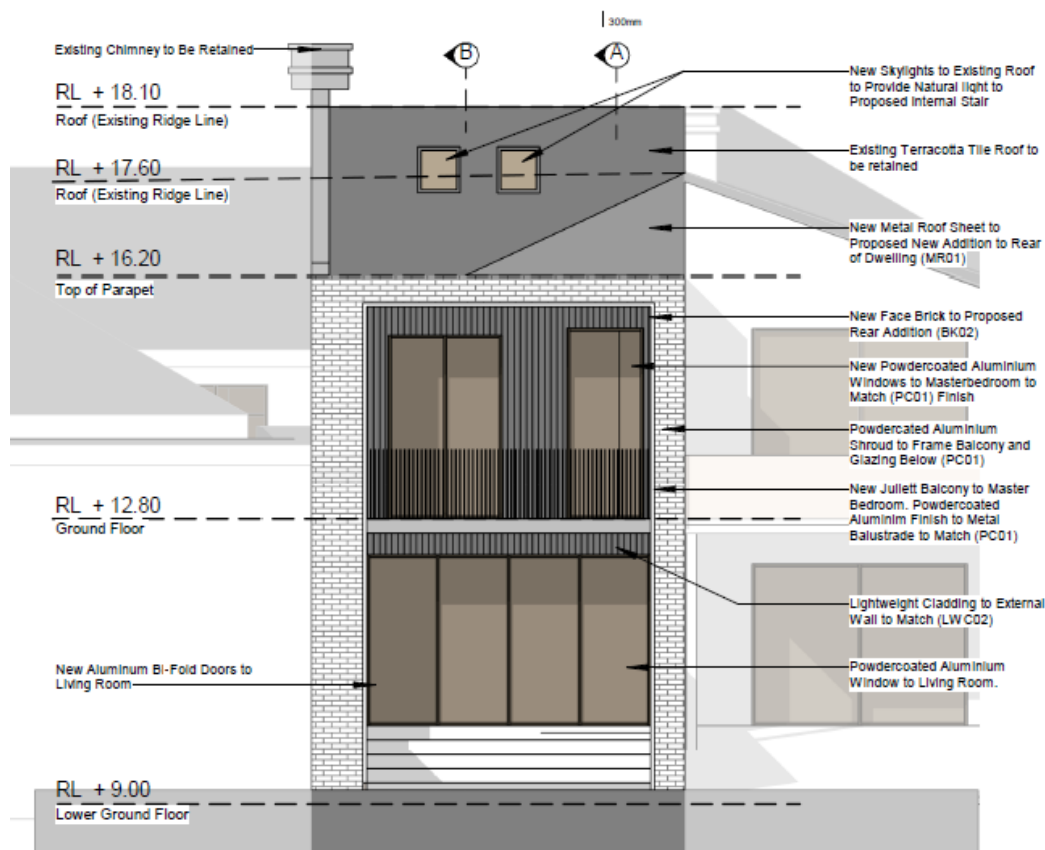 300mm
Existing Chimney to Be Retained
B
A
RL + 18.10
Roof (Existing Ridge Line)
RL + 17.60
Roof (Existing Ridge Line)
RL + 16.20
Top of Parapet
RL + 12.80
Ground Floor
New Aluminum Bi-Fold Doors to
Living Room
RL + 9.00
Lower Ground Floor
New Skylights to Existing Roof
to Provide Natural light to
Proposed Internal Stair
Existing Terracotta Tile Roof to
be retained
New Metal Roof Sheet to
Proposed New Addition to Rear
of Dwelling (MR01)
New Face Brick to Proposed
Rear Addition (BK02)
New Powdercoated Aluminium
Windows to Masterbedroom to
Match (PC01) Finish
Powdercated Aluminium
Shroud to Frame Balcony and
Glazing Below (PC01)
New Juliett Balcony to Master
Bedroom. Powdercoated
Aluminim Finish to Metal
Balustrade to Match (PC01)
Lightweight Cladding to External
Wall to Match (LWC02)
Powdercoated Aluminium
Window to Living Room.